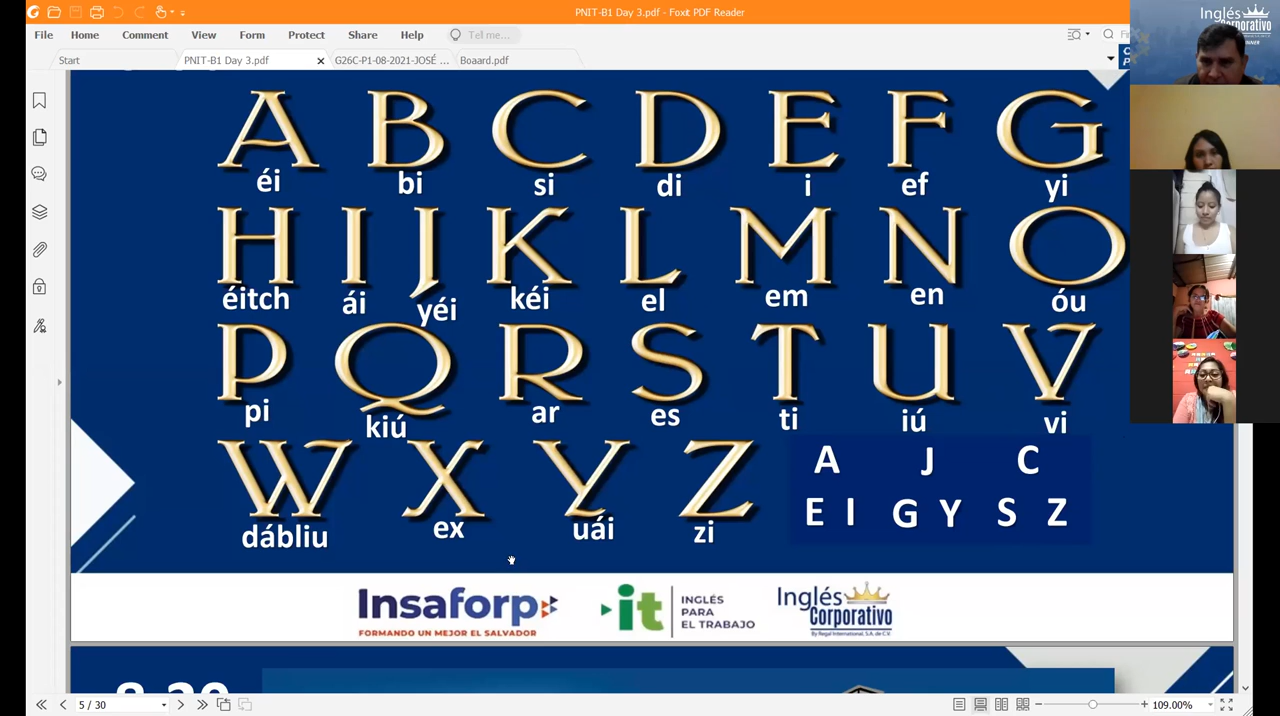 PNIT-B1 Day 3.pdf - Foxit PDF Reader
File Home Comment View Form Protect Share Help Tell me...
Start PNIT-B1 Day 3.pdf G26C-P1-08-2021-JOSÉ ... Boaard.pdf
A B C D E F G
éi bi si di i ef yi
H I J K L M N O
éitch ái yéi kéi el em en óu
P Q R S T U V
pi kiú ar es ti iú vi
W X Y Z
dábliu ex uái zi
A J C
E I G Y S Z
Insaforp
FORMANDO UN MEJOR EL SALVADOR
it INGLÉS
PARA
EL TRABAJO
Inglés
Corporativo
By Regal International, S.A. de C.V.
Inglés
Corporativo
5 / 30
109.00%